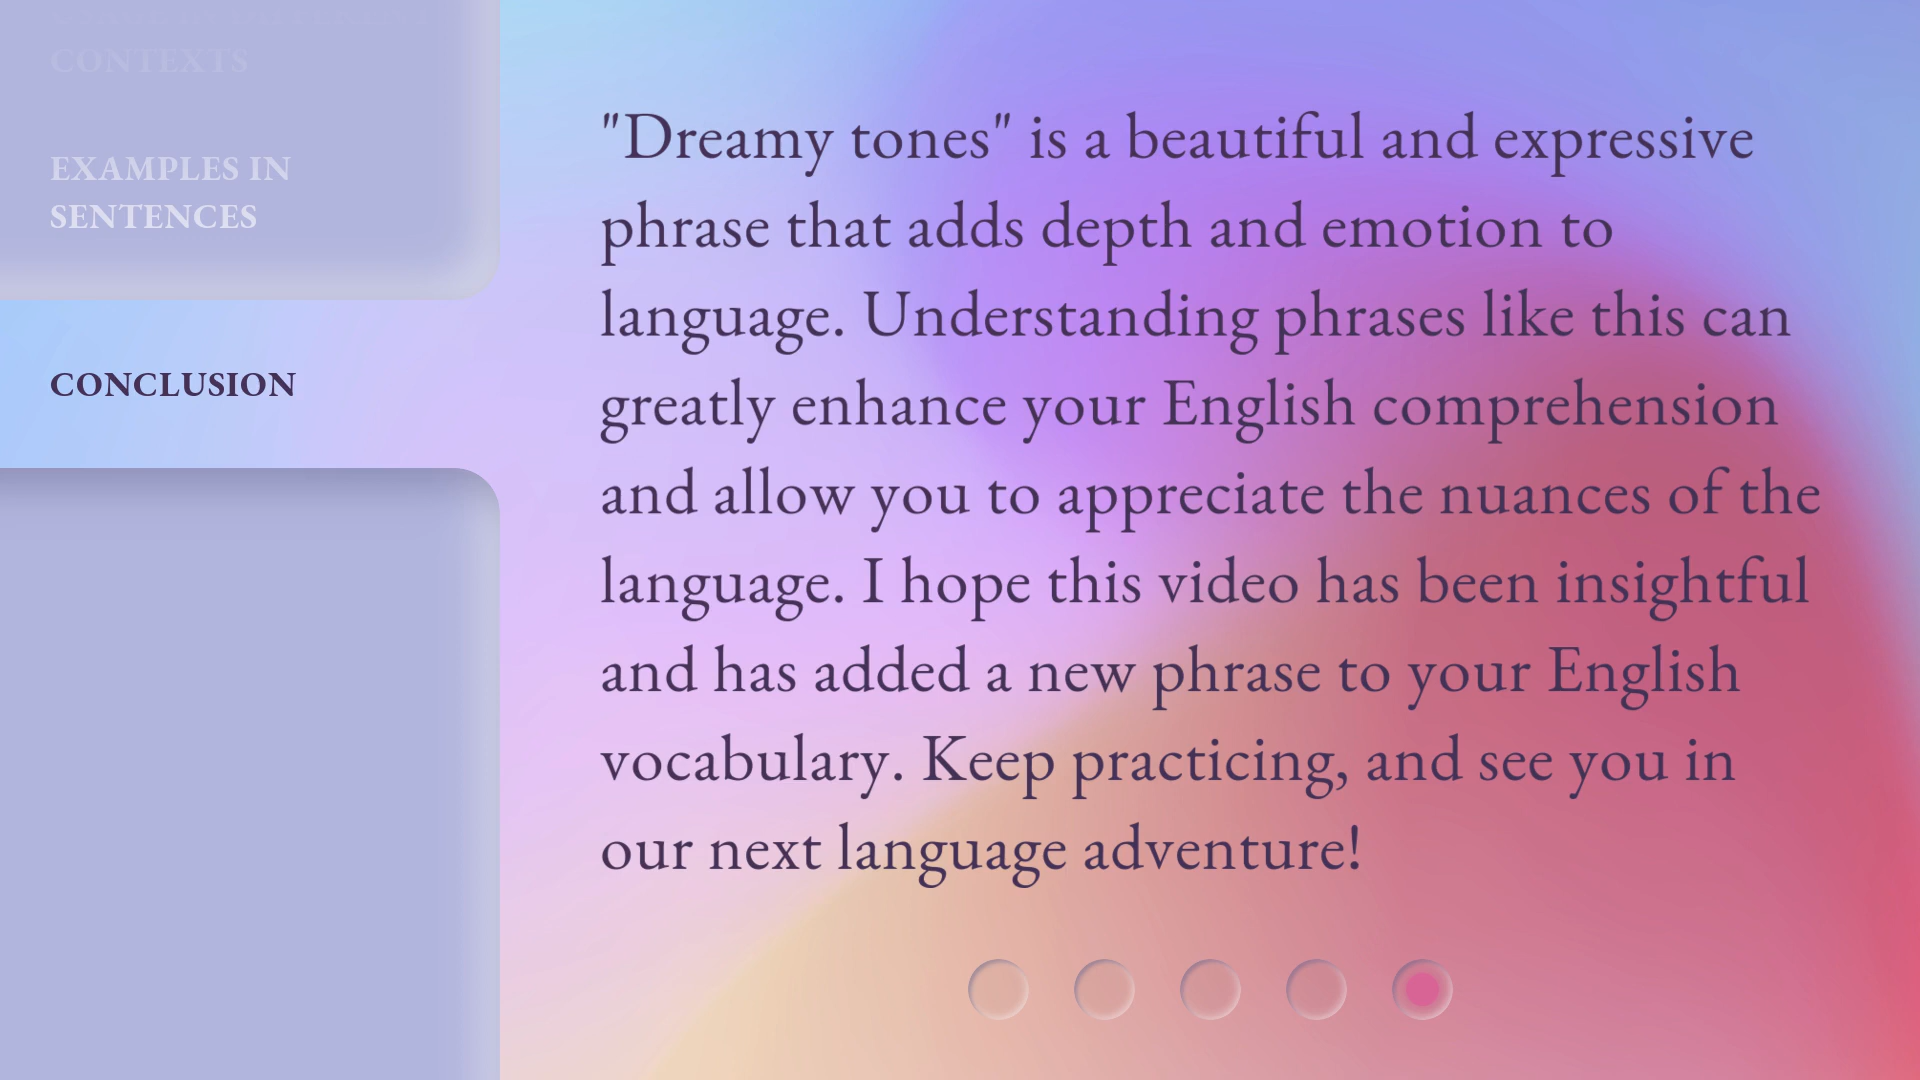 CONTEXTS
EXAMPLES IN
SENTENCES
CONCLUSION
"Dreamy tones" is a beautiful and expressive
phrase that adds depth and emotion to
language. Understanding phrases like this can
greatly enhance your English comprehension
and allow you to appreciate the nuances of the
language. I hope this video has been insightful
and has added a new phrase to your English
vocabulary. Keep practicing, and see you in
our next language adventure!